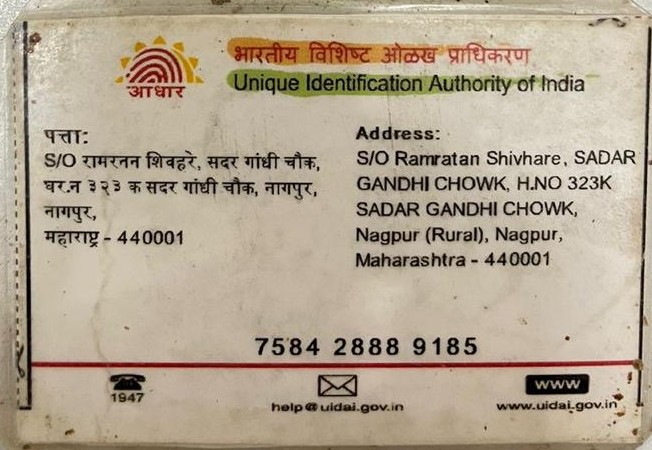 भारतीय विशिष्ट ओळख प्राधिकरण
Unique Identification Authority of India
आधार
पत्ता:
S/O रामरतन शिवहरे, सदर गांधी चौक,
घर.न ३२३ क सदर गांधी चौक, नागपुर,
नागपुर,
महाराष्ट्र - 440001
Address:
S/O Ramratan Shivhare, SADAR
GANDHI CHOWK, H.NO 323K
SADAR GANDHI CHOWK,
Nagpur (Rural), Nagpur,
Maharashtra - 440001
7584 2888 9185
1947
help@uidai.gov.in
www
www.uidai.gov.in